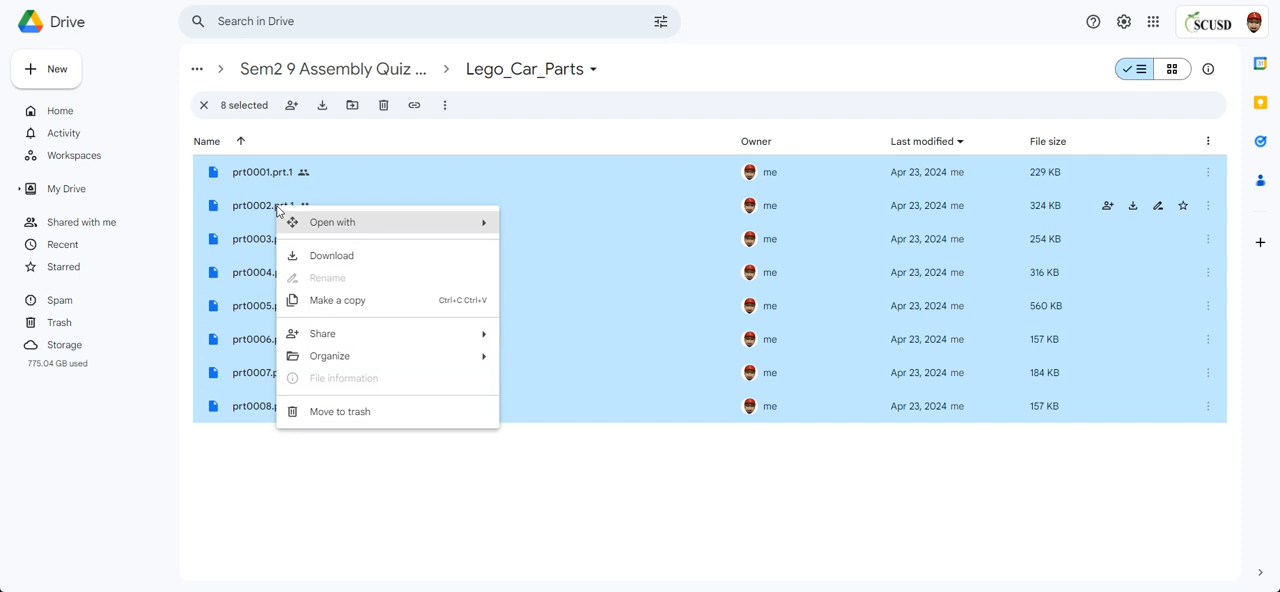 Drive
Search in Drive
SCUSD
New
Home
Activity
Workspaces
My Drive
Shared with me
Recent
Starred
Spam
Trash
Storage
775.04 GB used
Sem2 9 Assembly Quiz ... Lego_Car_Parts
8 selected
Name Owner Last modified File size
prt0001.prt.1 me Apr 23, 2024 me 229 KB
prt0002.prt.1 me Apr 23, 2024 me 324 KB
prt0003.p me Apr 23, 2024 me 254 KB
prt0004.p me Apr 23, 2024 me 316 KB
prt0005.p me Apr 23, 2024 me 560 KB
prt0006.p me Apr 23, 2024 me 157 KB
prt0007.p me Apr 23, 2024 me 184 KB
prt0008.p me Apr 23, 2024 me 157 KB
Open with
Download
Rename
Make a copy Ctrl+C Ctrl+V
Share
Organize
File information
Move to trash